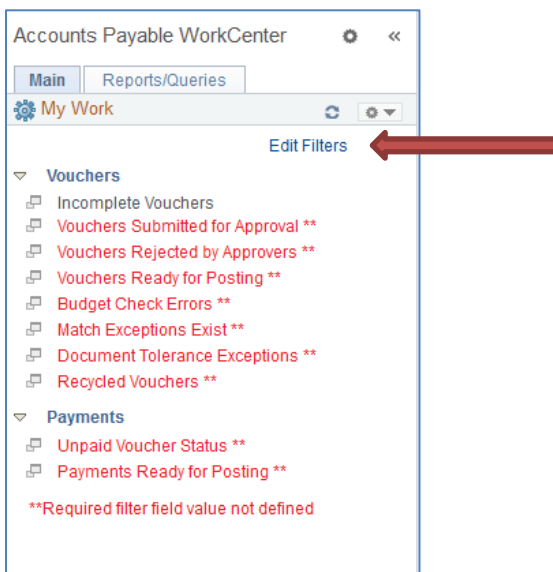 Accounts Payable WorkCenter «
Main Reports/Queries
My Work
Edit Filters
Vouchers
Incomplete Vouchers
Vouchers Submitted for Approval **
Vouchers Rejected by Approvers **
Vouchers Ready for Posting **
Budget Check Errors **
Match Exceptions Exist **
Document Tolerance Exceptions **
Recycled Vouchers **
Payments
Unpaid Voucher Status **
Payments Ready for Posting **
**Required filter field value not defined